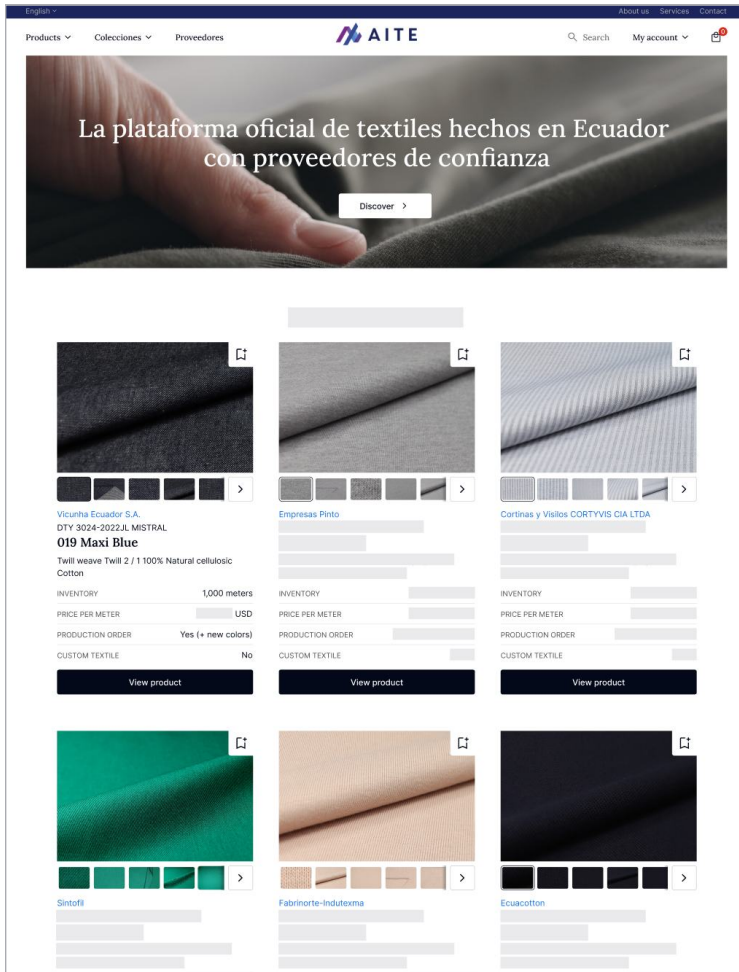 English
About us Services Contact
Products Colecciones Proveedores
AITE
Search My account 0
La plataforma oficial de textiles hechos en Ecuador
con proveedores de confianza
Discover
Vicunha Ecuador S.A.
DTY 3024-2022JL MISTRAL
019 Maxi Blue
Twill weave Twill 2 / 1 100% Natural cellulosic
Cotton
INVENTORY 1,000 meters
PRICE PER METER USD
PRODUCTION ORDER Yes (+ new colors)
CUSTOM TEXTILE No
View product
Empresas Pinto
INVENTORY
PRICE PER METER
PRODUCTION ORDER
CUSTOM TEXTILE
View product
Cortinas y Visilos CORTYVIS CIA LTDA
INVENTORY
PRICE PER METER
PRODUCTION ORDER
CUSTOM TEXTILE
View product
Sintofil
Fabrinorte-Indutexma
Ecuacotton